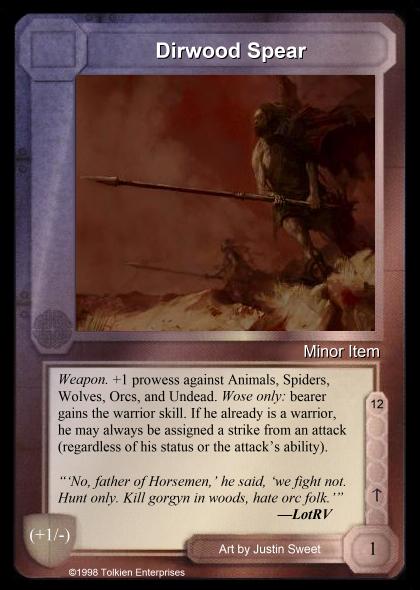 Dirwood Spear
Minor Item
Weapon. +1 prowess against Animals, Spiders,
Wolves, Orcs, and Undead. Wose only: bearer
gains the warrior skill. If he already is a warrior,
he may always be assigned a strike from an attack
(regardless of his status or the attack's ability).
12
“‘No, father of Horsemen,’ he said, ‘we fight not.
Hunt only. Kill gorgyn in woods, hate orc folk.’”
—LotRV
(+1/-)
Art by Justin Sweet
1
©1998 Tolkien Enterprises